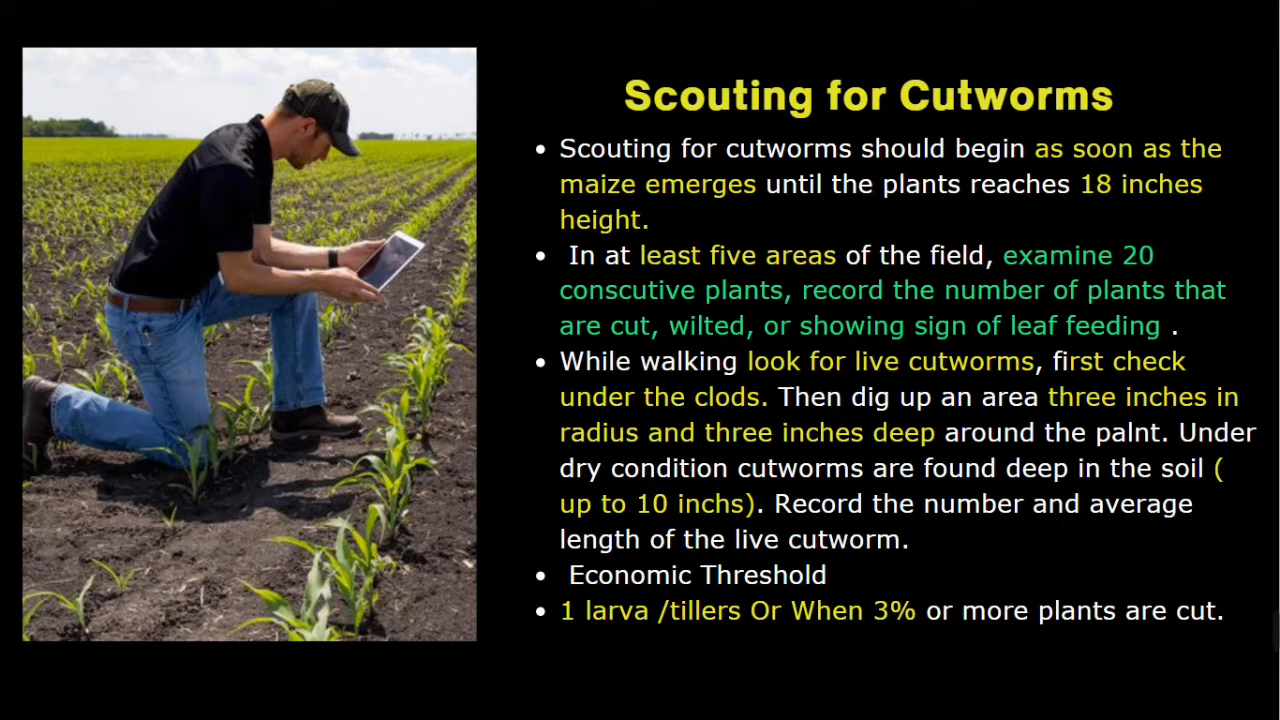 Scouting for Cutworms
• Scouting for cutworms should begin as soon as the
maize emerges until the plants reaches 18 inches
height.
• In at least five areas of the field, examine 20
conscutive plants, record the number of plants that
are cut, wilted, or showing sign of leaf feeding .
• While walking look for live cutworms, first check
under the clods. Then dig up an area three inches in
radius and three inches deep around the palnt. Under
dry condition cutworms are found deep in the soil (
up to 10 inchs). Record the number and average
length of the live cutworm.
• Economic Threshold
• 1 larva /tillers Or When 3% or more plants are cut.